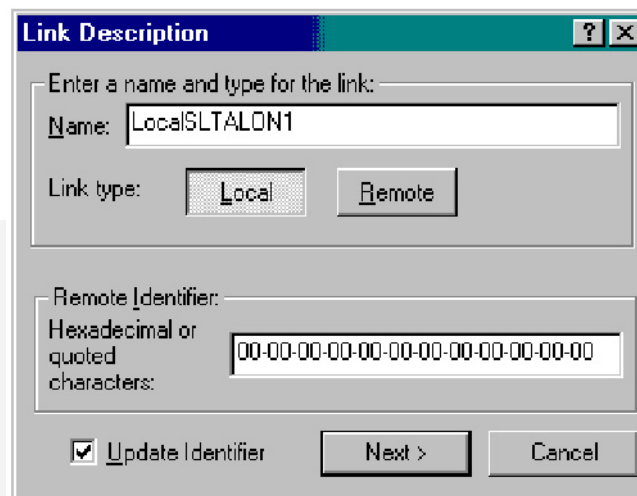 Link Description
Enter a name and type for the link:
Name: LocalSLTALON1
Link type: Local Remote
Remote Identifier:
Hexadecimal or
quoted
characters:
00-00-00-00-00-00-00-00-00-00-00-00
Update Identifier Next > Cancel